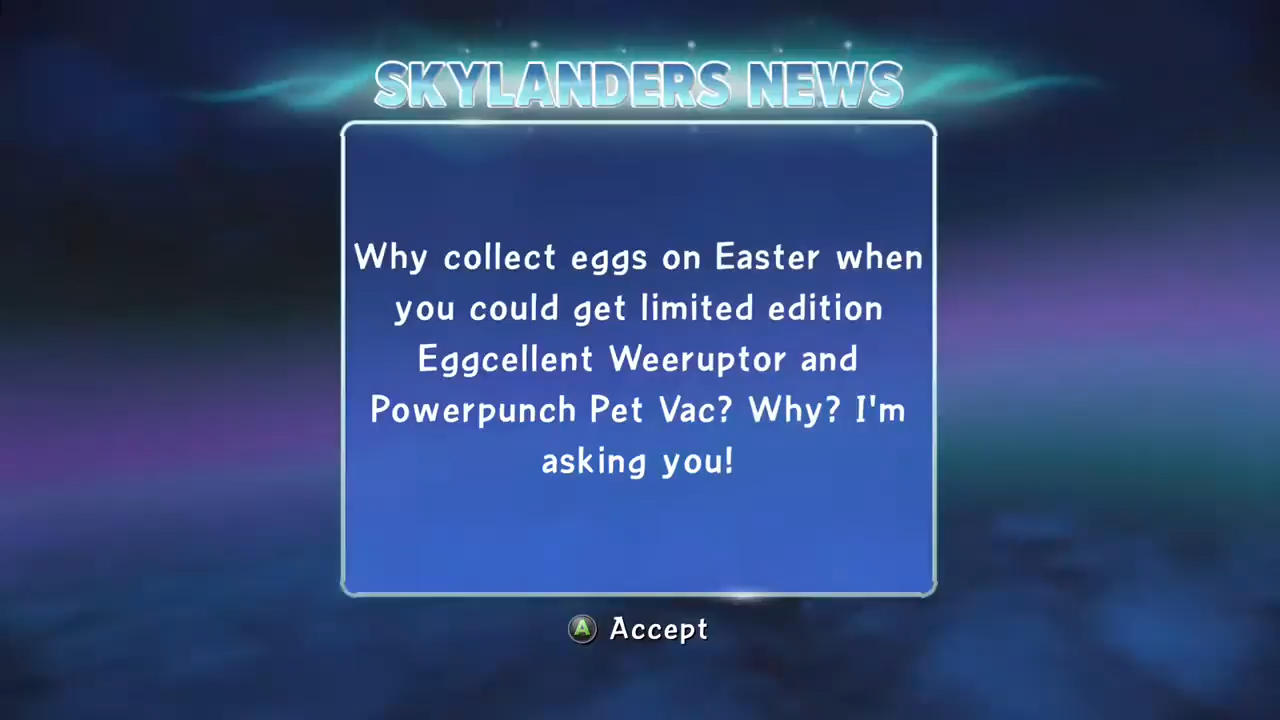 SKYLANDERS NEWS
Why collect eggs on Easter when
you could get limited edition
Eggcellent Weeruptor and
Powerpunch Pet Vac? Why? I'm
asking you!
A Accept